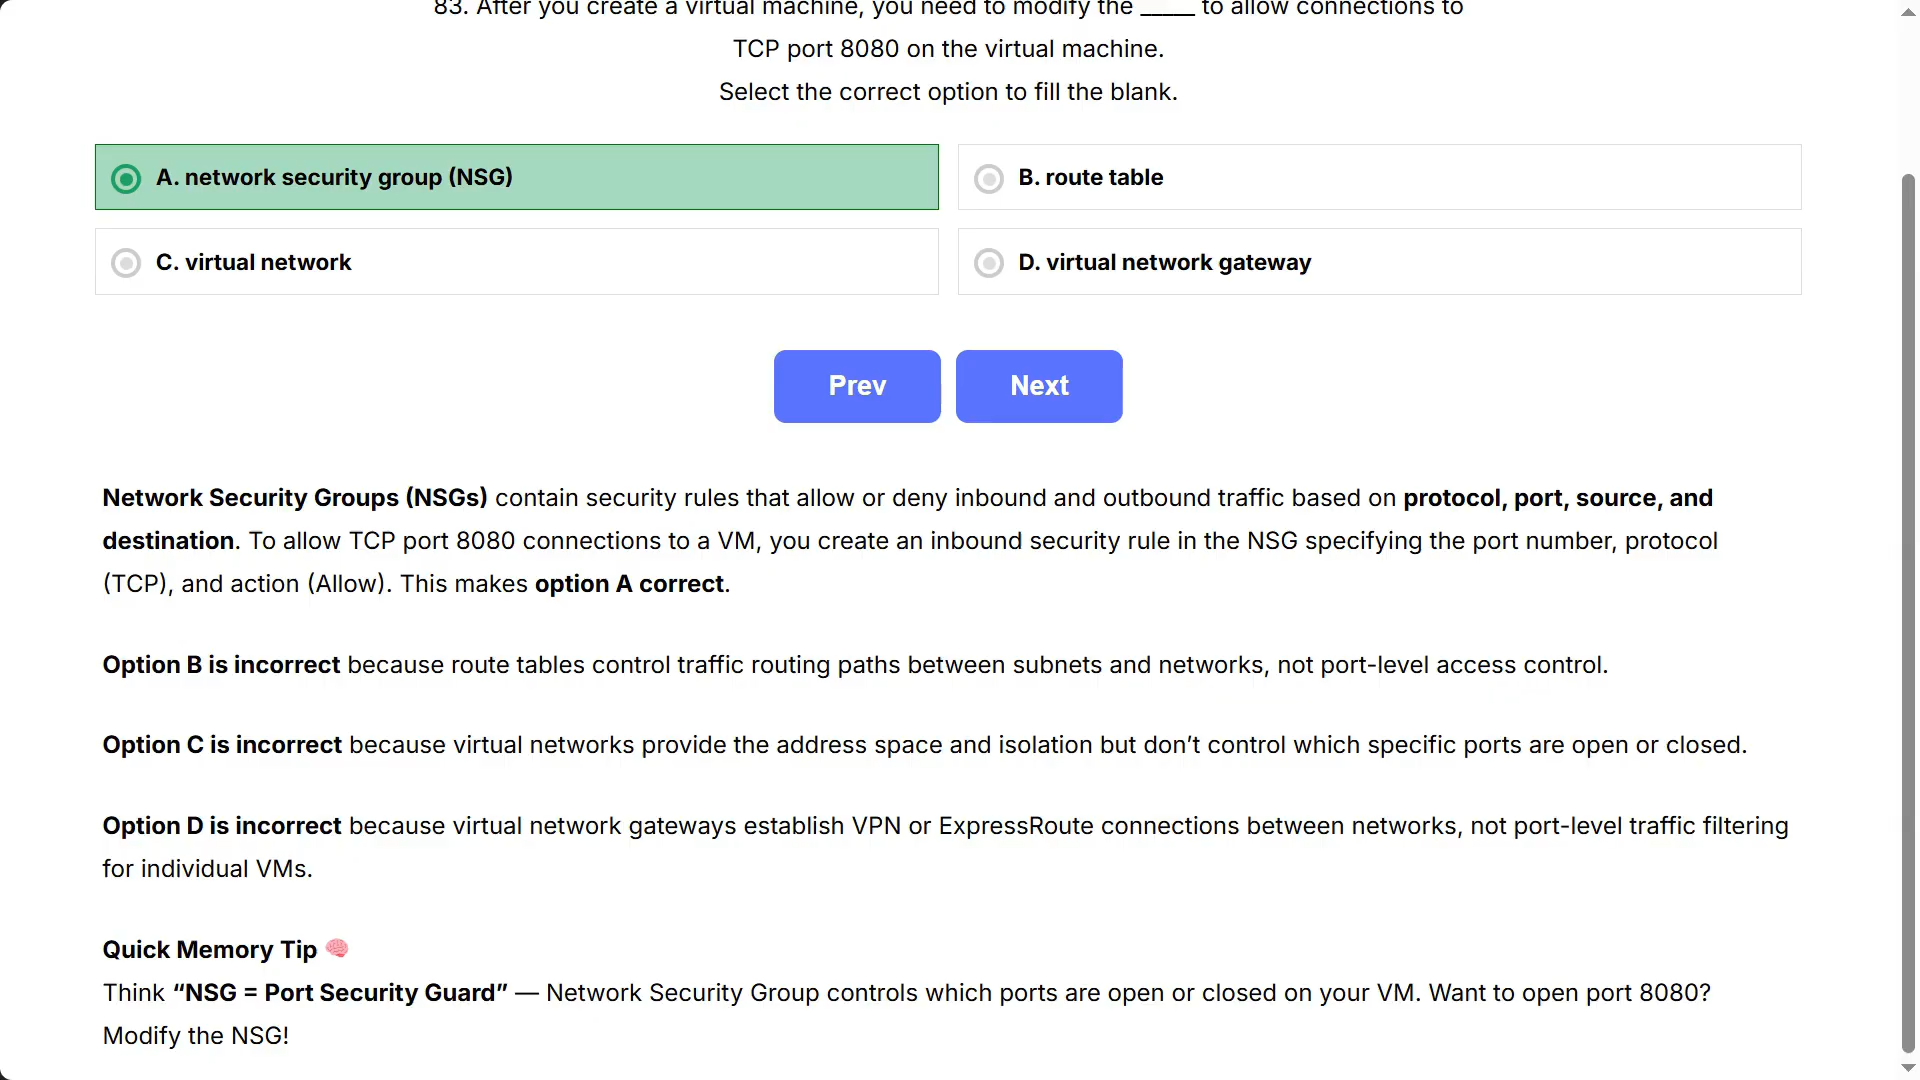 83. After you create a virtual machine, you need to modify the _____ to allow connections to
TCP port 8080 on the virtual machine.
Select the correct option to fill the blank.
A. network security group (NSG)
B. route table
C. virtual network
D. virtual network gateway
Prev
Next
Network Security Groups (NSGs) contain security rules that allow or deny inbound and outbound traffic based on protocol, port, source, and
destination. To allow TCP port 8080 connections to a VM, you create an inbound security rule in the NSG specifying the port number, protocol
(TCP), and action (Allow). This makes option A correct.
Option B is incorrect because route tables control traffic routing paths between subnets and networks, not port-level access control.
Option C is incorrect because virtual networks provide the address space and isolation but don’t control which specific ports are open or closed.
Option D is incorrect because virtual network gateways establish VPN or ExpressRoute connections between networks, not port-level traffic filtering
for individual VMs.
Quick Memory Tip 🧠
Think “NSG = Port Security Guard” — Network Security Group controls which ports are open or closed on your VM. Want to open port 8080?
Modify the NSG!